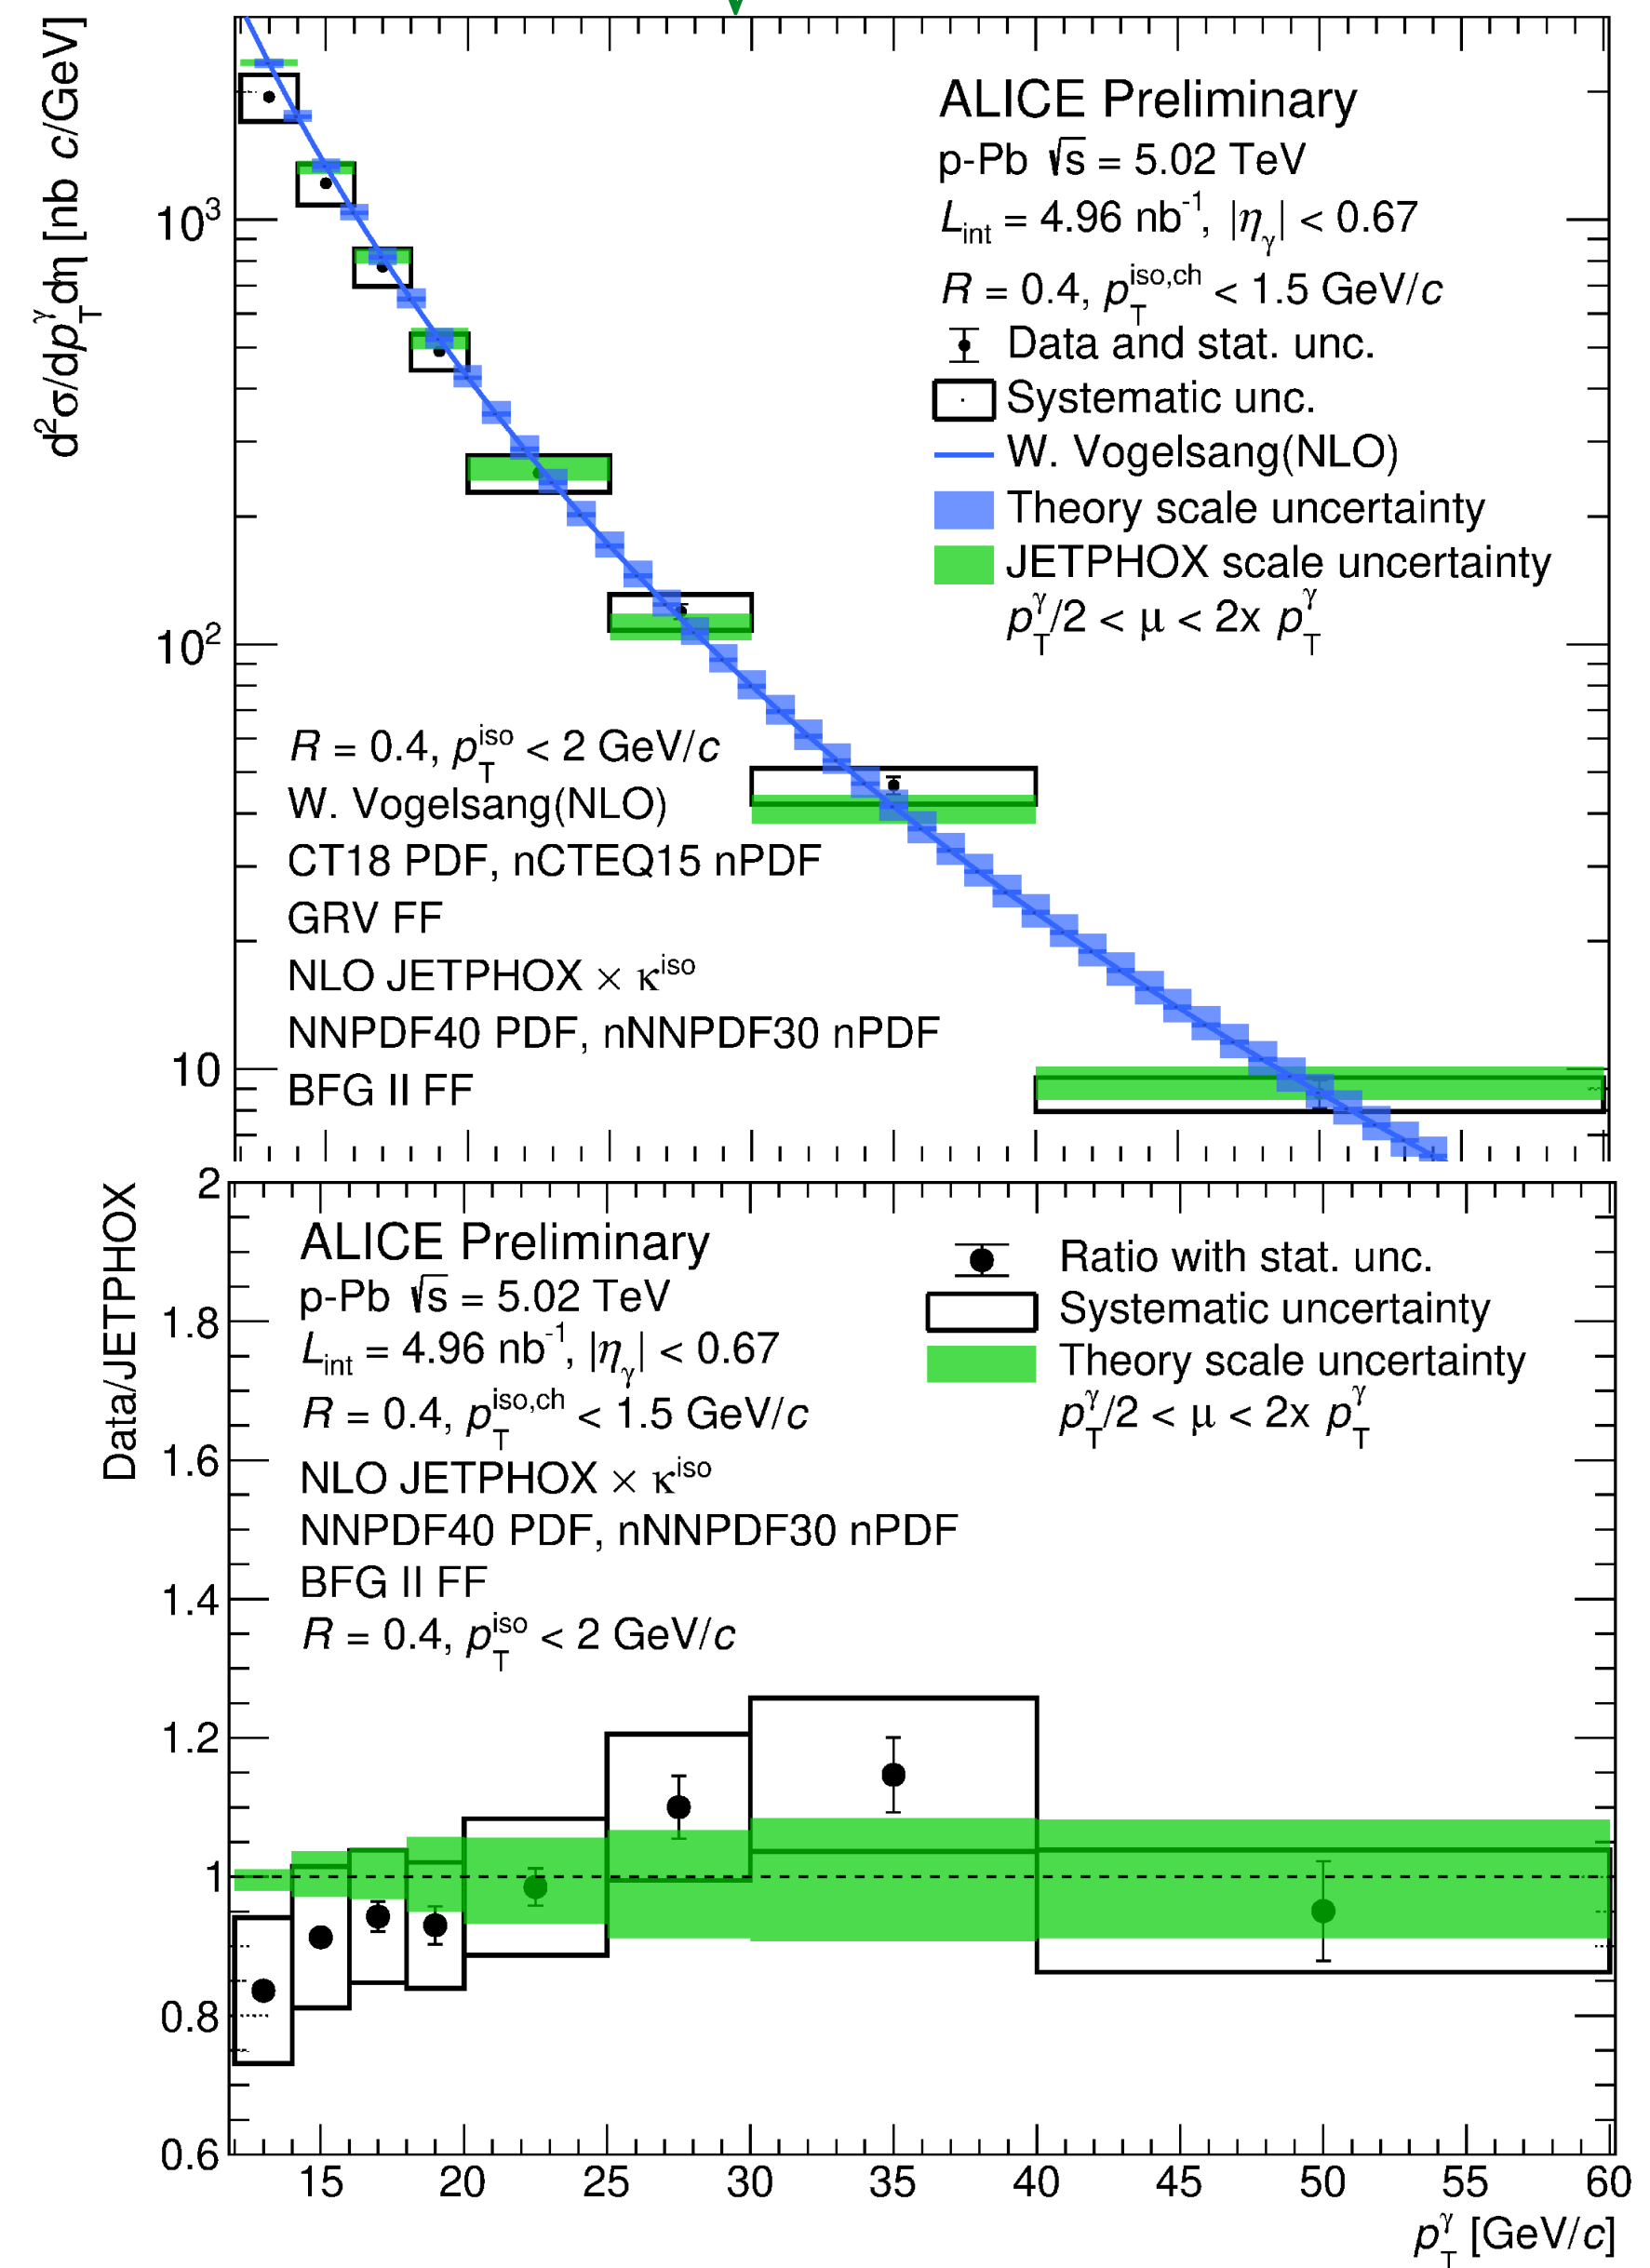 d²σ/dp_T^γdη [nb c/GeV]
10³
10²
10
ALICE Preliminary
p-Pb √s = 5.02 TeV
L_int = 4.96 nb⁻¹, |η_γ| < 0.67
R = 0.4, p_T^iso,ch < 1.5 GeV/c
Data and stat. unc.
Systematic unc.
W. Vogelsang(NLO)
Theory scale uncertainty
JETPHOX scale uncertainty
p_T^γ/2 < μ < 2x p_T^γ
R = 0.4, p_T^iso < 2 GeV/c
W. Vogelsang(NLO)
CT18 PDF, nCTEQ15 nPDF
GRV FF
NLO JETPHOX × κ^iso
NNPDF40 PDF, nNNPDF30 nPDF
BFG II FF
Data/JETPHOX
2
1.8
1.6
1.4
1.2
1
0.8
0.6
ALICE Preliminary
p-Pb √s = 5.02 TeV
L_int = 4.96 nb⁻¹, |η_γ| < 0.67
R = 0.4, p_T^iso,ch < 1.5 GeV/c
NLO JETPHOX × κ^iso
NNPDF40 PDF, nNNPDF30 nPDF
BFG II FF
R = 0.4, p_T^iso < 2 GeV/c
Ratio with stat. unc.
Systematic uncertainty
Theory scale uncertainty
p_T^γ/2 < μ < 2x p_T^γ
15 20 25 30 35 40 45 50 55 60
p_T^γ [GeV/c]